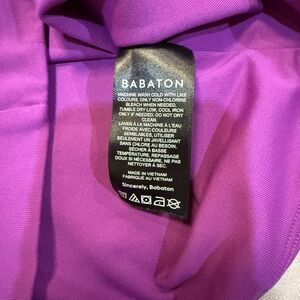 BABATON
MACHINE WASH COLD WITH LIKE
COLOURS, ONLY NON-CHLORINE
BLEACH WHEN NEEDED,
TUMBLE DRY LOW, COOL IRON
ONLY IF NEEDED, DO NOT DRY
CLEAN.
LAVER À LA MACHINE À L'EAU
FROIDE AVEC COULEURS
SEMBLABLES, UTILISER
SEULEMENT UN JAVELLISANT
SANS CHLORE AU BESOIN,
SÉCHER À BASSE
TEMPÉRATURE, REPASSAGE
DOUX SI NÉCESSAIRE, NE PAS
NETTOYER À SEC.
MADE IN VIETNAM
FABRIQUÉ AU VIETNAM
Sincerely, Babaton